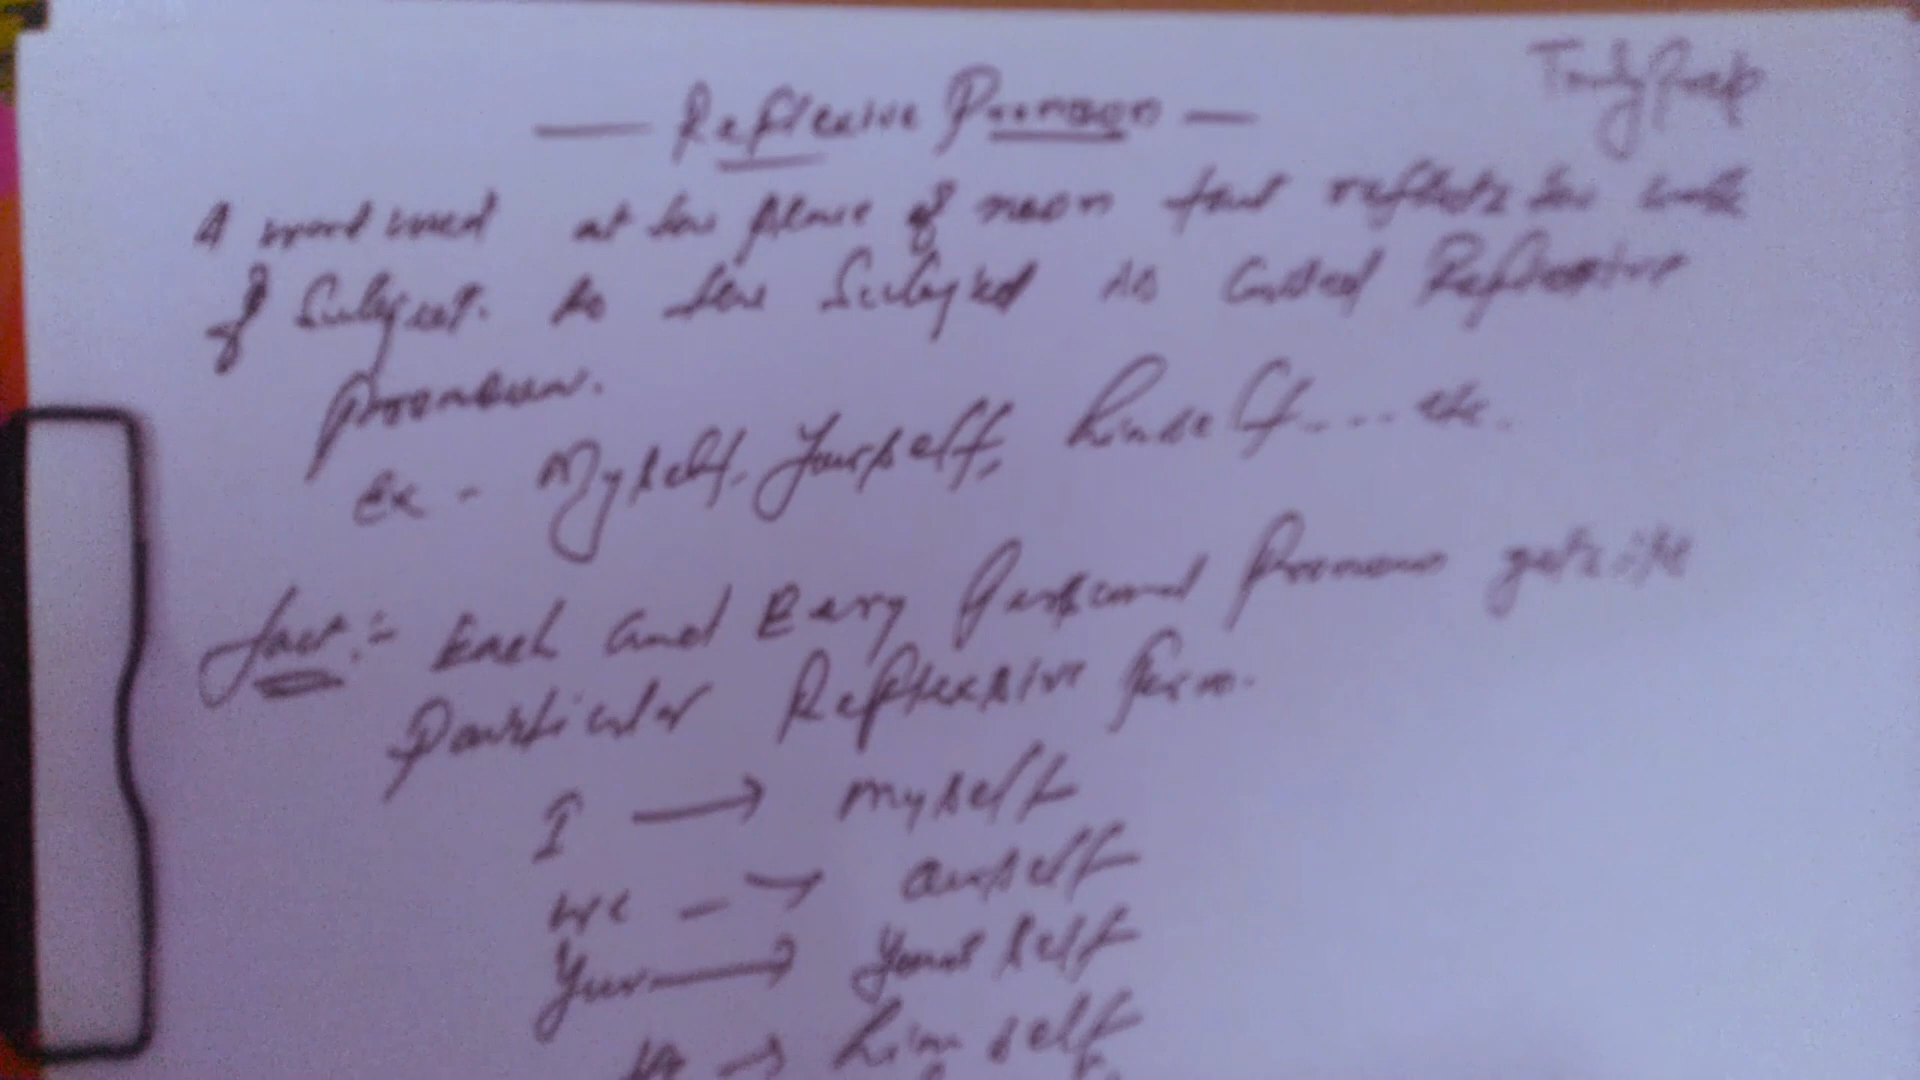 — Reflexive Pronoun —
A word used at the place of noon that reflects the
of Subject. to the Subject is Called Reflexive
pronoun.
Ex - Myself, Yourself, himself.... etc.
fact:- Each and Every Personal Pronoun gets its
Particular Reflexive form.
I → myself
we → ourself
You → yourself
He → himself